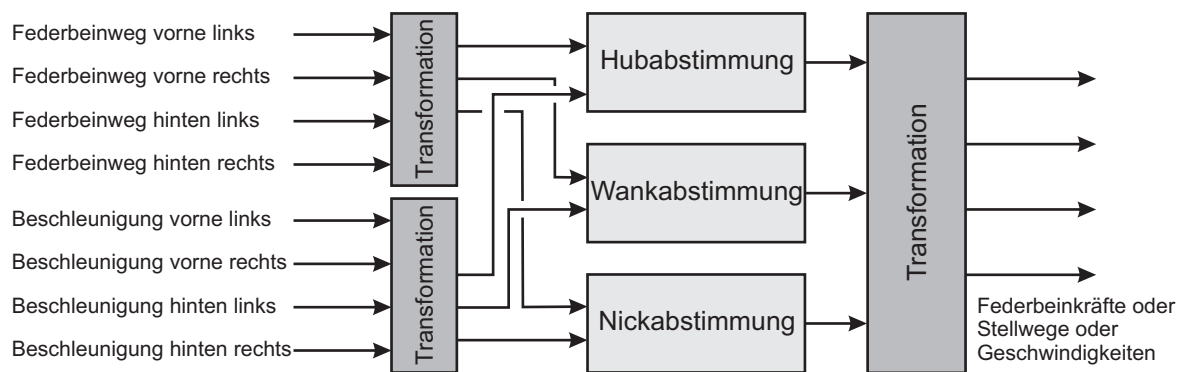 Federbeinweg vorne links
Federbeinweg vorne rechts
Federbeinweg hinten links
Federbeinweg hinten rechts
Beschleunigung vorne links
Beschleunigung vorne rechts
Beschleunigung hinten links
Beschleunigung hinten rechts
Transformation
Transformation
Hubabstimmung
Wankabstimmung
Nickabstimmung
Transformation
Federbeinkräfte oder
Stellwege oder
Geschwindigkeiten